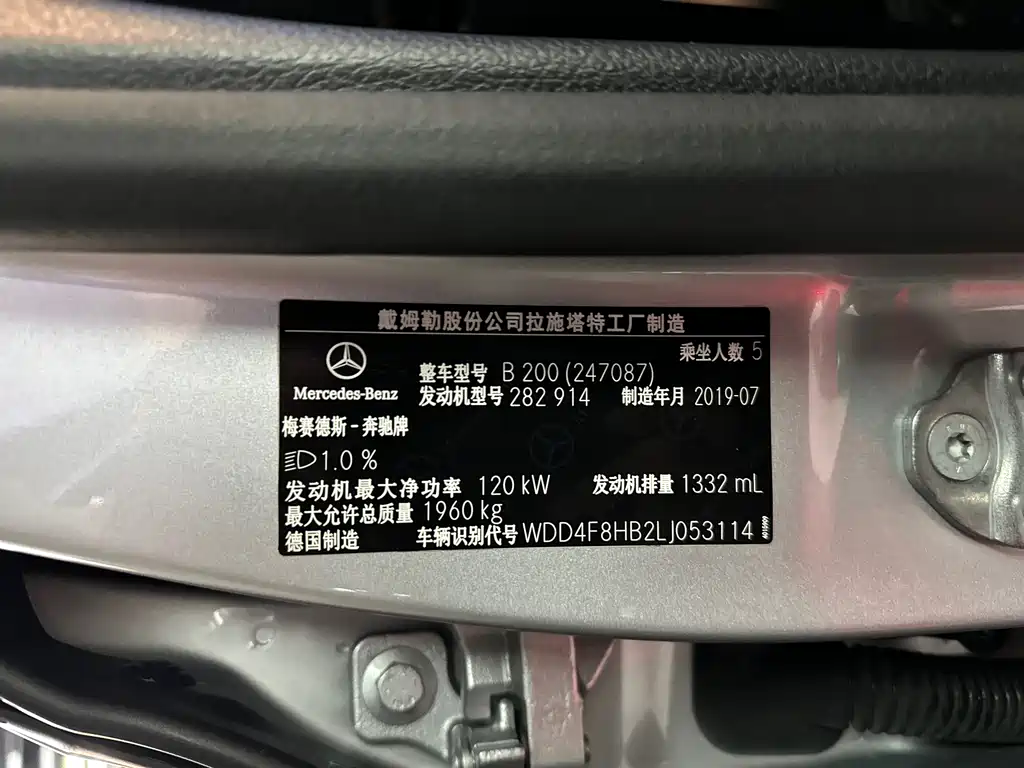 戴姆勒股份公司拉施塔特工厂制造
乘坐人数 5
Mercedes-Benz
整车型号 B 200 (247087)
发动机型号 282 914 制造年月 2019-07
梅赛德斯-奔驰牌
1.0 %
发动机最大净功率 120 kW 发动机排量 1332 mL
最大允许总质量 1960 kg
德国制造 车辆识别代号 WDD4F8HB2LJ053114